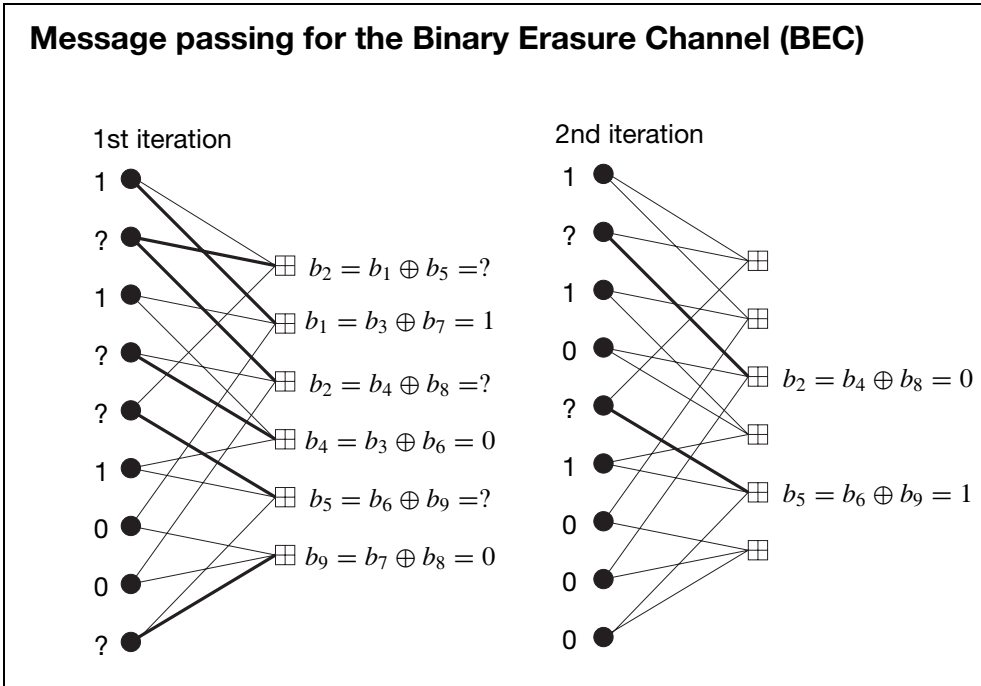 Message passing for the Binary Erasure Channel (BEC)
1st iteration
1
?
b₂ = b₁ ⊕ b₅ =?
1
b₁ = b₃ ⊕ b₇ = 1
?
b₂ = b₄ ⊕ b₈ =?
?
b₄ = b₃ ⊕ b₆ = 0
1
b₅ = b₆ ⊕ b₉ =?
0
b₉ = b₇ ⊕ b₈ = 0
0
?
2nd iteration
1
?
1
0
b₂ = b₄ ⊕ b₈ = 0
?
1
b₅ = b₆ ⊕ b₉ = 1
0
0
0